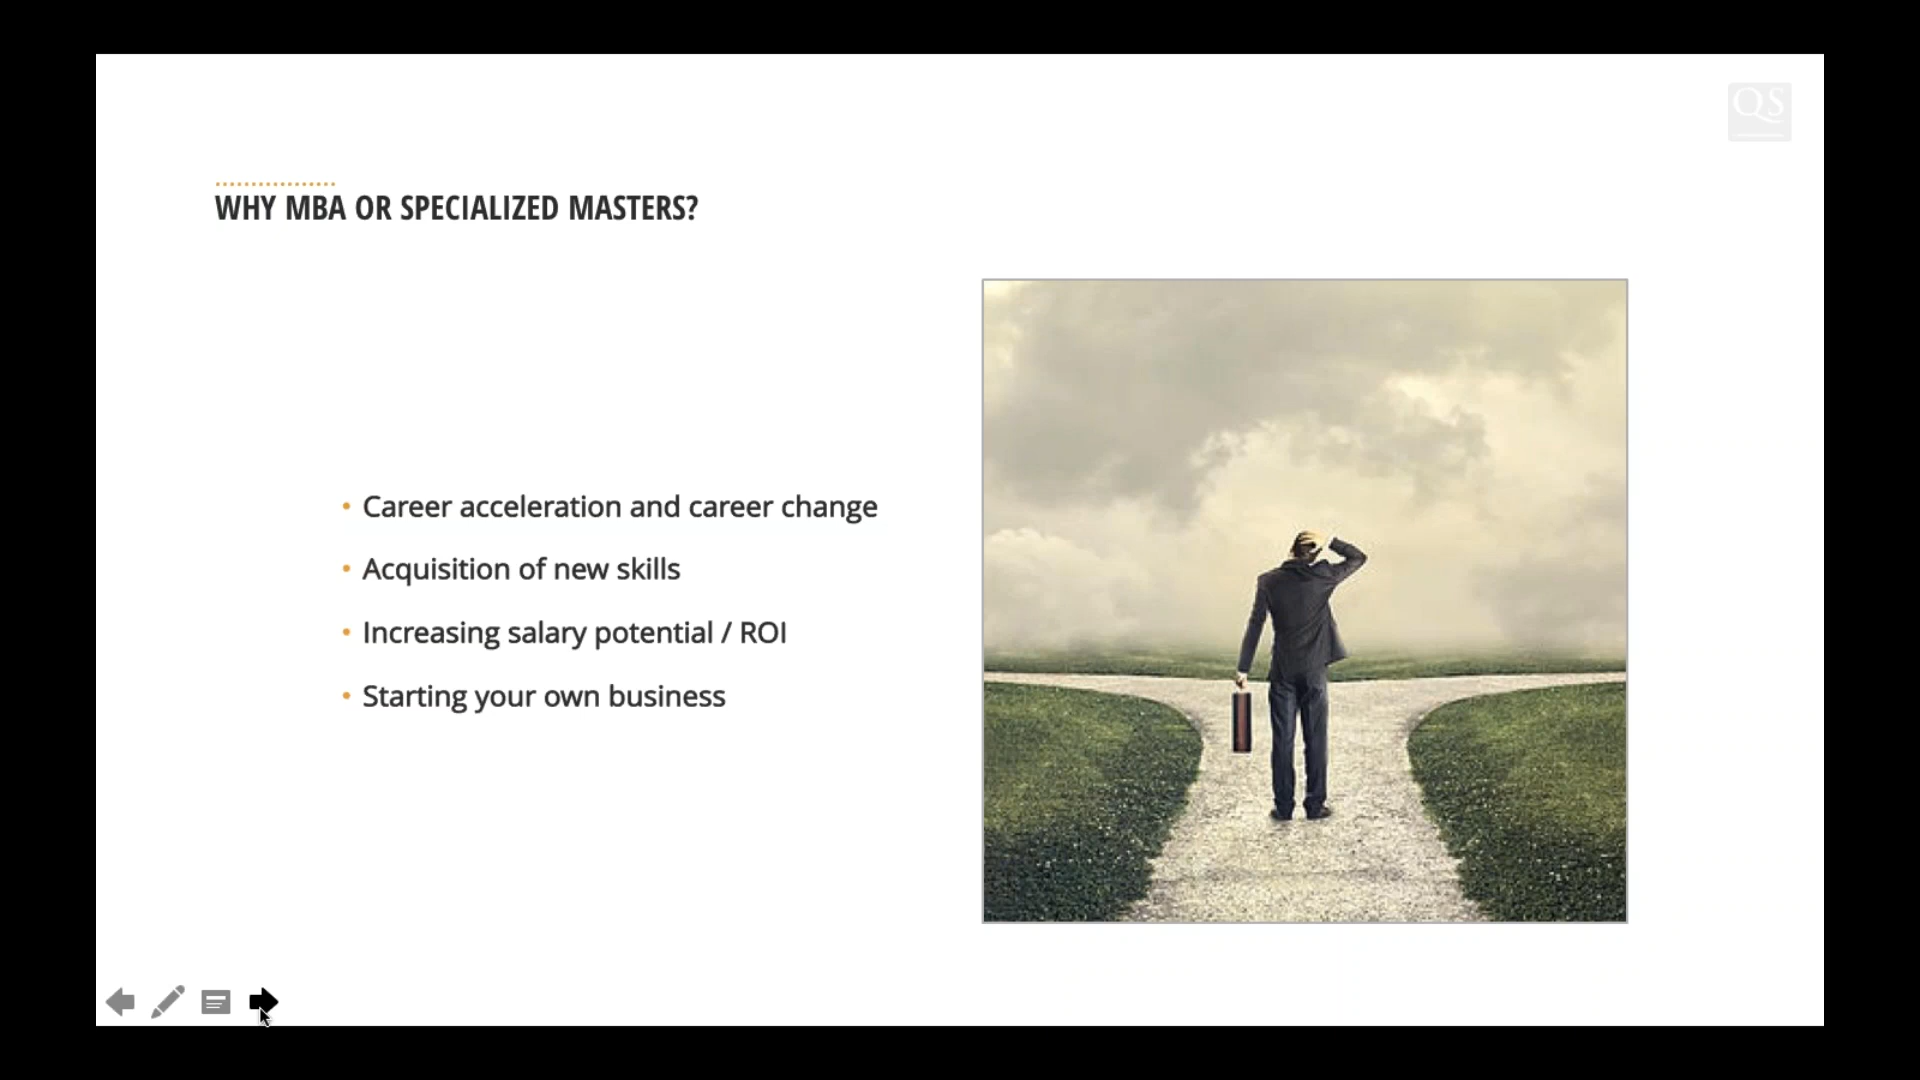 QS
WHY MBA OR SPECIALIZED MASTERS?
• Career acceleration and career change
• Acquisition of new skills
• Increasing salary potential / ROI
• Starting your own business